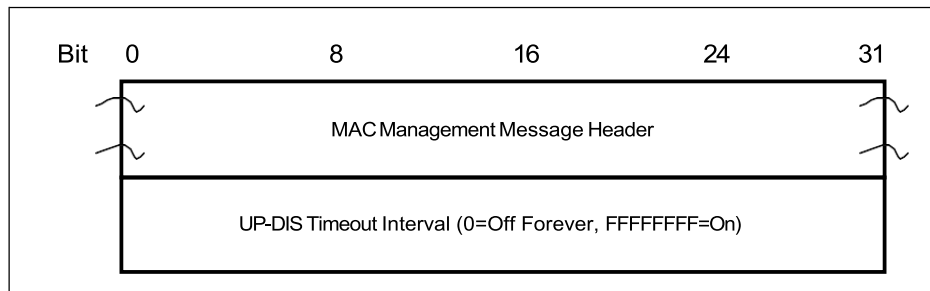 Bit 0 8 16 24 31
MAC Management Message Header
UP-DIS Timeout Interval (0=Off Forever, FFFFFFFF=On)